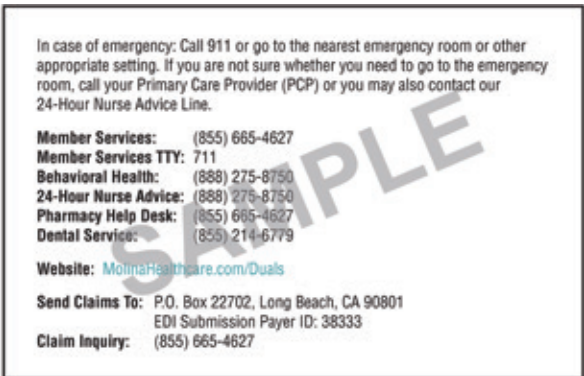 In case of emergency: Call 911 or go to the nearest emergency room or other
appropriate setting. If you are not sure whether you need to go to the emergency
room, call your Primary Care Provider (PCP) or you may also contact our
24-Hour Nurse Advice Line.
Member Services: (855) 665-4627
Member Services TTY: 711
Behavioral Health: (888) 275-8750
24-Hour Nurse Advice: (888) 275-8750
Pharmacy Help Desk: (855) 665-4627
Dental Service: (855) 214-6779
Website: MolinaHealthcare.com/Duals
Send Claims To: P.O. Box 22702, Long Beach, CA 90801
EDI Submission Payer ID: 38333
Claim Inquiry: (855) 665-4627
SAMPLE